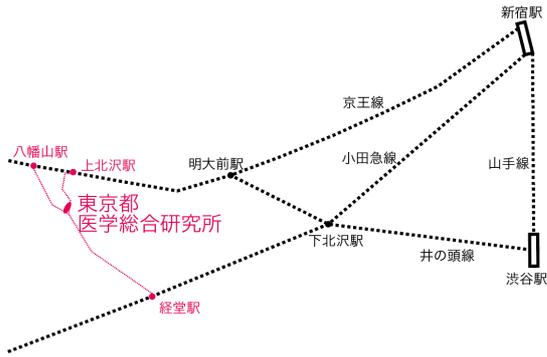 新宿駅
京王線
八幡山駅
上北沢駅
明大前駅
小田急線
山手線
東京都
医学総合研究所
下北沢駅
井の頭線
渋谷駅
経堂駅